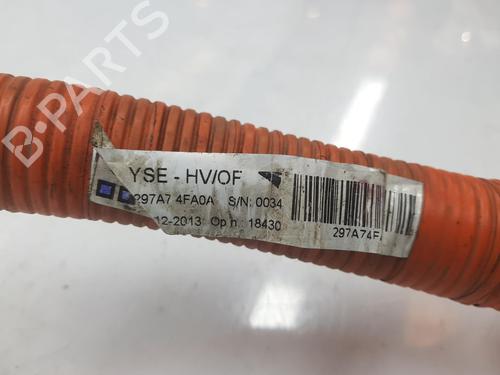 YSE - HV/OF
297A7 4FA0A S/N: 0034
12-2013 Op n.: 18430
297A74F
B-PARTS